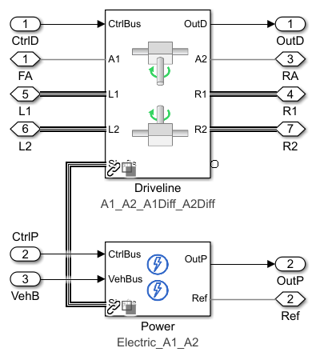 1 CtrlBus OutD 1
CtrlD OutD
1 A1 A2 3
FA RA
5 L1 R1 4
L1 R1
6 L2 R2 7
L2 R2
Driveline
A1_A2_A1Diff_A2Diff
CtrlP
2 CtrlBus OutP 2
3 VehBus OutP
VehB Ref 2
Ref
Power
Electric_A1_A2